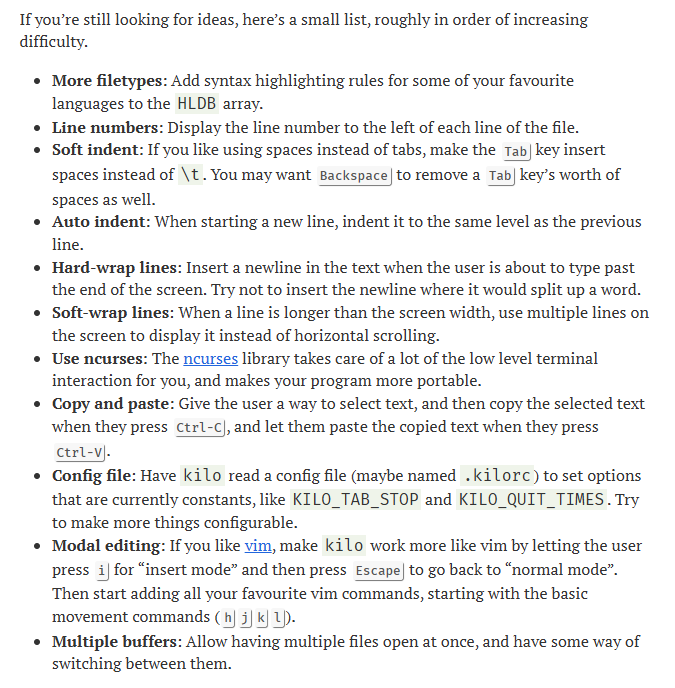 If you’re still looking for ideas, here’s a small list, roughly in order of increasing
difficulty.
• More filetypes: Add syntax highlighting rules for some of your favourite
languages to the HLDB array.
• Line numbers: Display the line number to the left of each line of the file.
• Soft indent: If you like using spaces instead of tabs, make the Tab key insert
spaces instead of \t. You may want Backspace to remove a Tab key’s worth of
spaces as well.
• Auto indent: When starting a new line, indent it to the same level as the previous
line.
• Hard-wrap lines: Insert a newline in the text when the user is about to type past
the end of the screen. Try not to insert the newline where it would split up a word.
• Soft-wrap lines: When a line is longer than the screen width, use multiple lines on
the screen to display it instead of horizontal scrolling.
• Use ncurses: The ncurses library takes care of a lot of the low level terminal
interaction for you, and makes your program more portable.
• Copy and paste: Give the user a way to select text, and then copy the selected text
when they press Ctrl-C, and let them paste the copied text when they press
Ctrl-V.
• Config file: Have kilo read a config file (maybe named .kilorc) to set options
that are currently constants, like KILO_TAB_STOP and KILO_QUIT_TIMES. Try
to make more things configurable.
• Modal editing: If you like vim, make kilo work more like vim by letting the user
press i for “insert mode” and then press Escape to go back to “normal mode”.
Then start adding all your favourite vim commands, starting with the basic
movement commands (h j k l).
• Multiple buffers: Allow having multiple files open at once, and have some way of
switching between them.